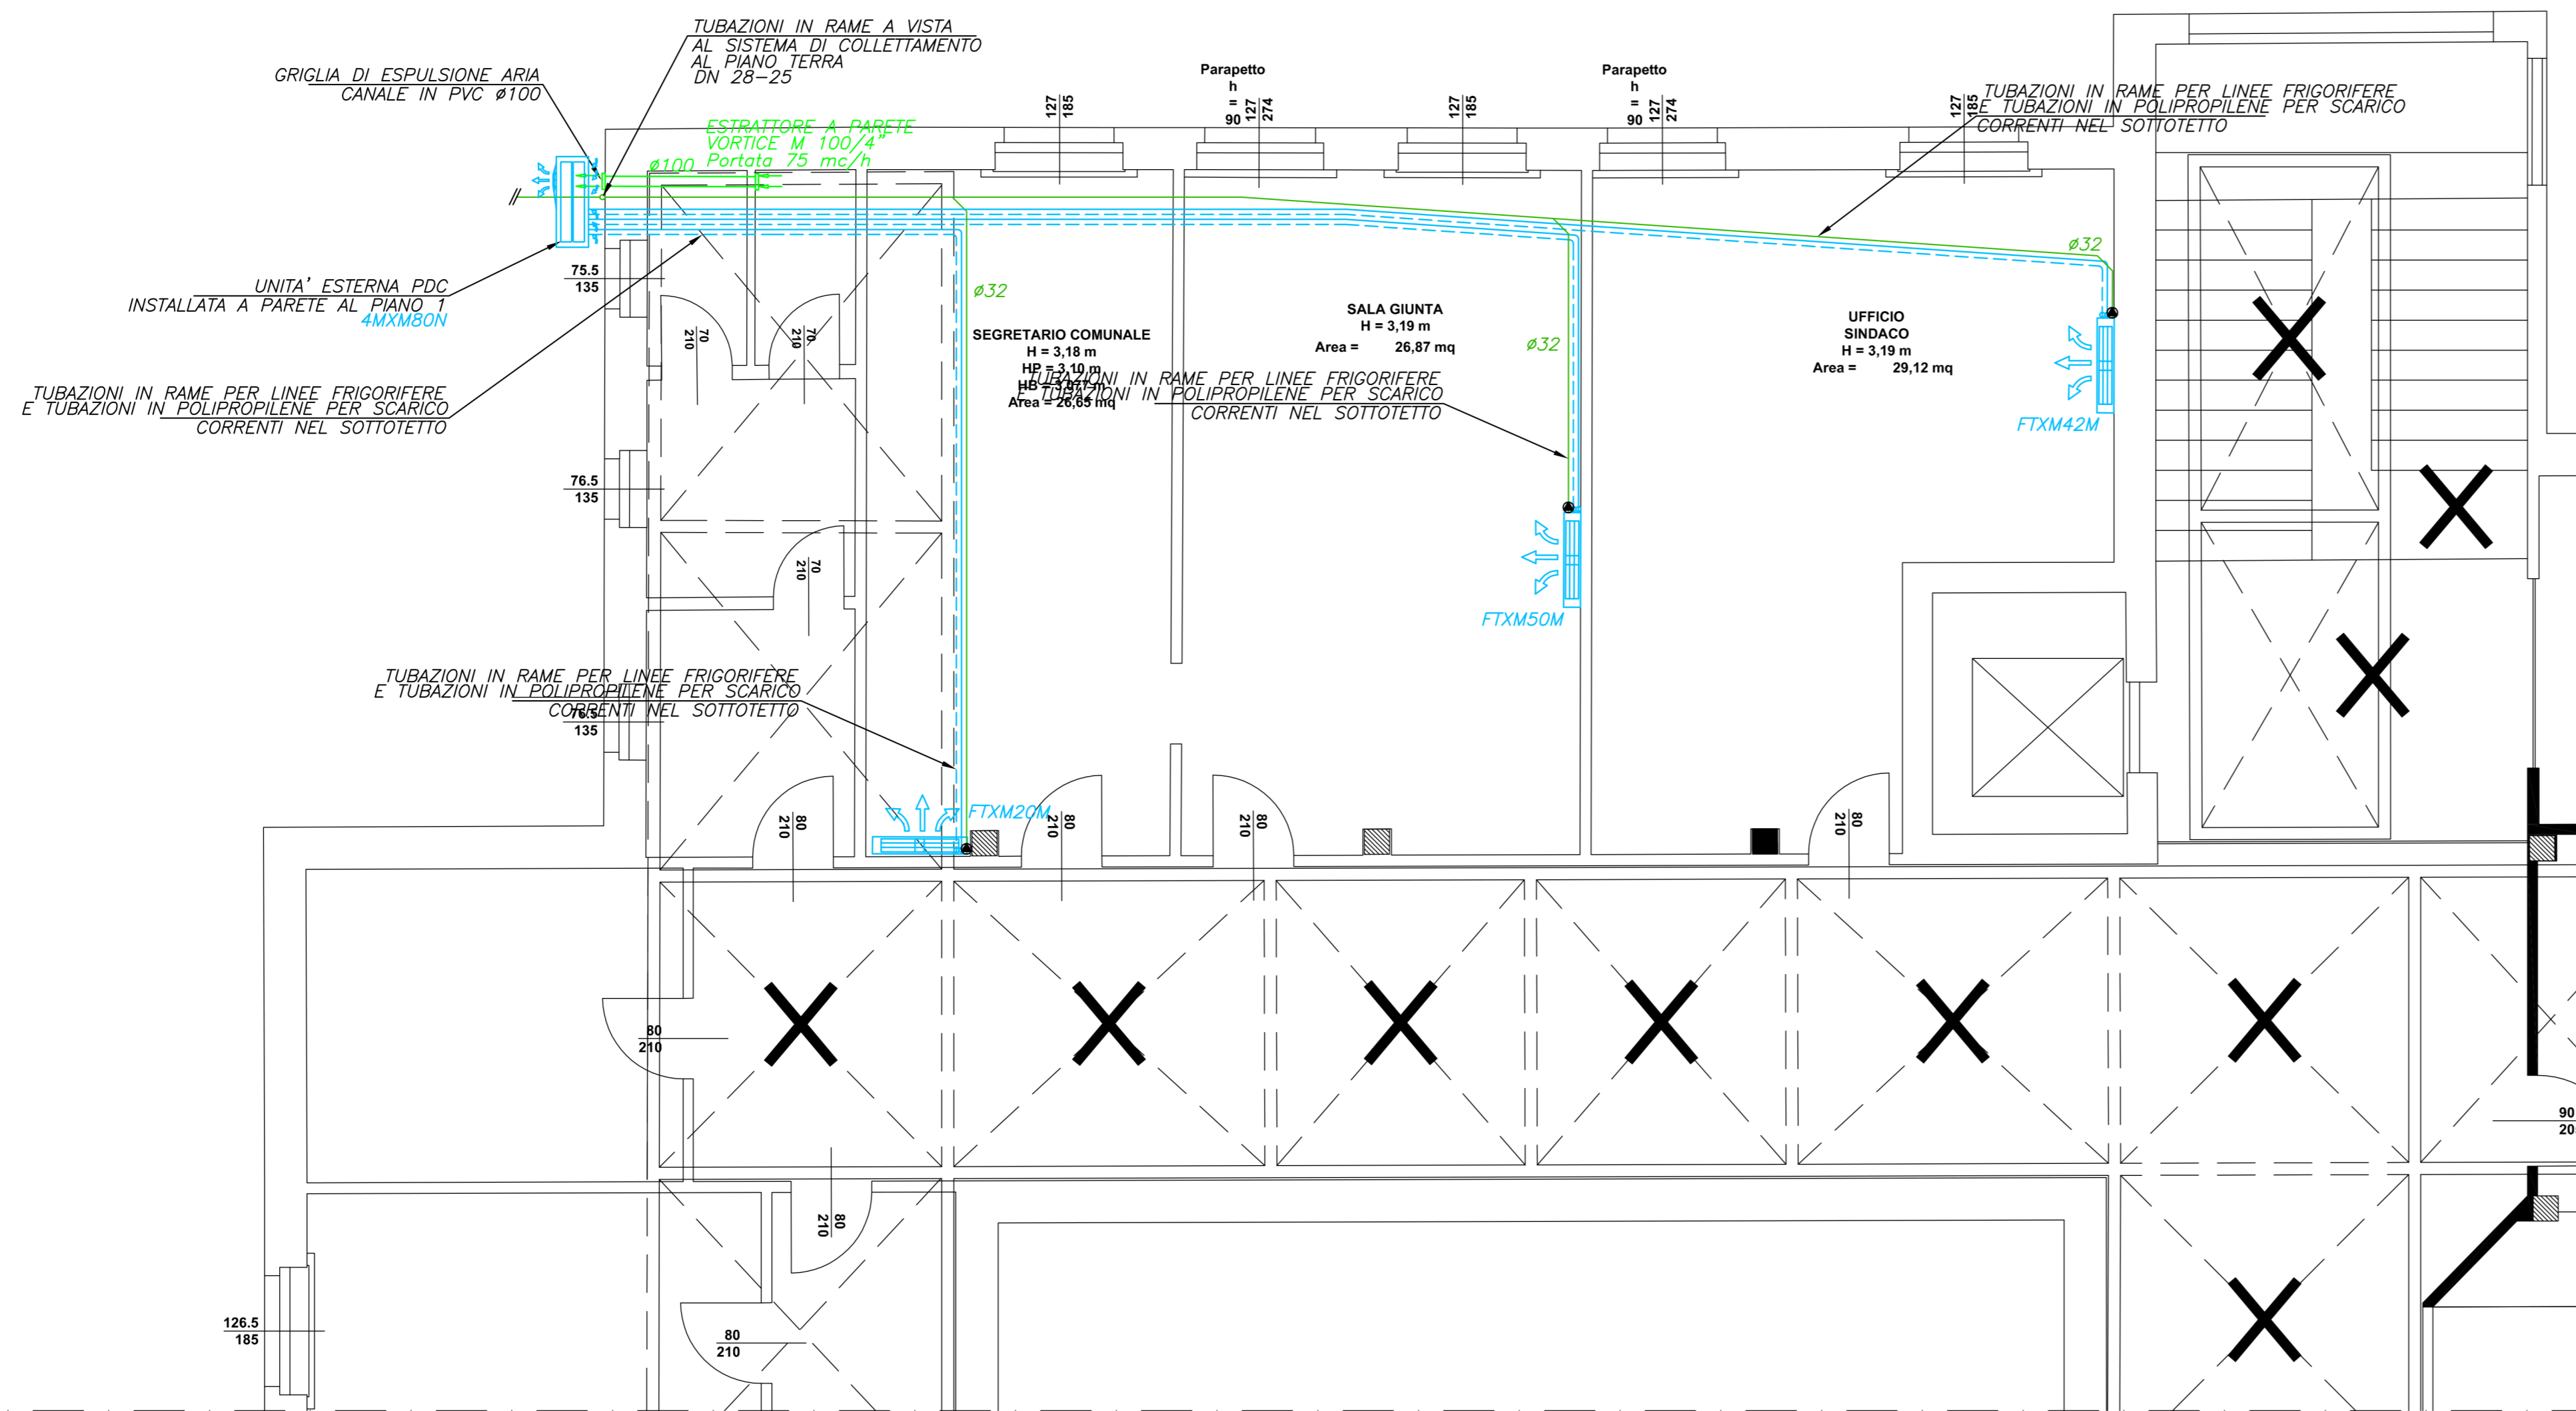 TUBAZIONI IN RAME A VISTA
AL SISTEMA DI COLLETTAMENTO
AL PIANO TERRA
DN 28-25
GRIGLIA DI ESPULSIONE ARIA
CANALE IN PVC ø100
ESTRATTORE A PARETE
VORTICE M 100/4"
Portata 75 mc/h
ø100
127
185
Parapetto
h
=
90
127
274
127
185
Parapetto
h
=
90
127
274
127
185
TUBAZIONI IN RAME PER LINEE FRIGORIFERE
E TUBAZIONI IN POLIPROPILENE PER SCARICO
CORRENTI NEL SOTTOTETTO
UNITA' ESTERNA PDC
INSTALLATA A PARETE AL PIANO 1
4MXM80N
75.5
135
70
210
70
210
ø32
ø32
ø32
SEGRETARIO COMUNALE
H = 3,18 m
HP = 3,10 m
HB = 3,077 m
Area = 26,65 mq
SALA GIUNTA
H = 3,19 m
Area = 26,87 mq
UFFICIO
SINDACO
H = 3,19 m
Area = 29,12 mq
TUBAZIONI IN RAME PER LINEE FRIGORIFERE
E TUBAZIONI IN POLIPROPILENE PER SCARICO
CORRENTI NEL SOTTOTETTO
TUBAZIONI IN RAME PER LINEE FRIGORIFERE
E TUBAZIONI IN POLIPROPILENE PER SCARICO
CORRENTI NEL SOTTOTETTO
FTXM42M
76.5
135
70
210
FTXM50M
TUBAZIONI IN RAME PER LINEE FRIGORIFERE
E TUBAZIONI IN POLIPROPILENE PER SCARICO
CORRENTI NEL SOTTOTETTO
76.5
135
FTXM20M
80
210
80
210
80
210
80
210
80
210
90
20
80
210
126.5
185
80
210